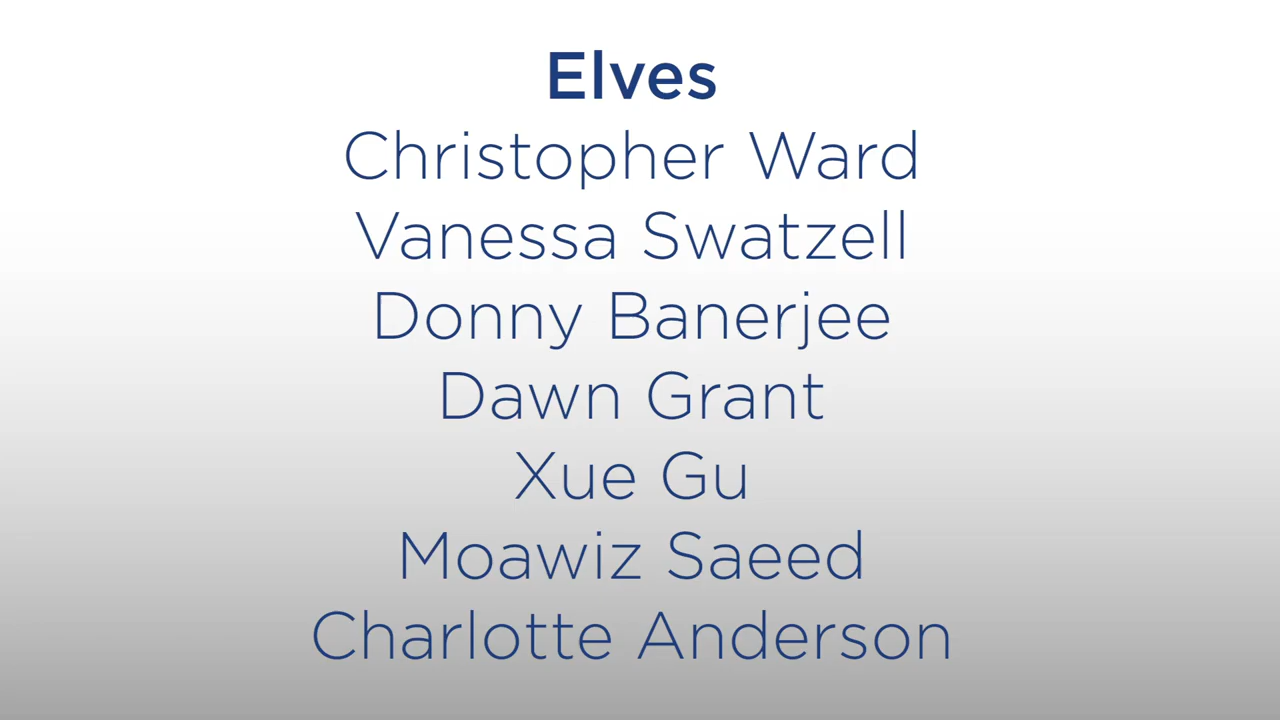 Elves
Christopher Ward
Vanessa Swatzell
Donny Banerjee
Dawn Grant
Xue Gu
Moawiz Saeed
Charlotte Anderson